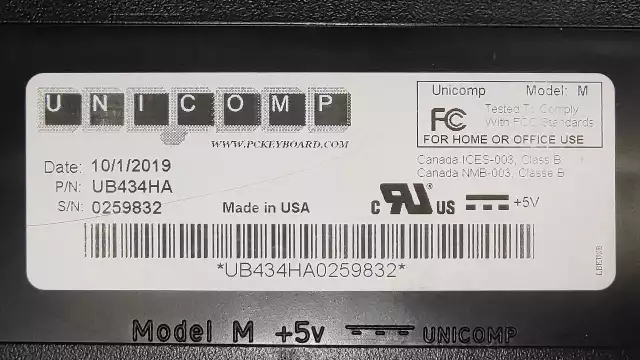 UNICOMP
WWW.PCKEYBOARD.COM
Unicomp Model: M
FCC
Tested To Comply
With FCC Standards
FOR HOME OR OFFICE USE
Date: 10/1/2019
P/N: UB434HA
S/N: 0259832
Made in USA
Canada ICES-003, Class B
Canada NMB-003, Classe B
C RU US +5V
*UB434HA0259832*
Model M +5v UNICOMP